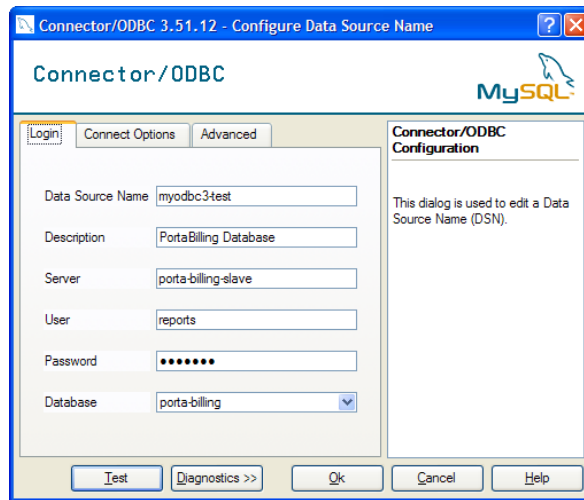 Connector/ODBC 3.51.12 - Configure Data Source Name
Connector/ODBC
MySQL
Login
Connect Options
Advanced
Data Source Name myodbc3-test
Description PortaBilling Database
Server porta-billing-slave
User reports
Password •••••••
Database porta-billing
Connector/ODBC
Configuration
This dialog is used to edit a Data
Source Name (DSN).
Test
Diagnostics >>
Ok
Cancel
Help